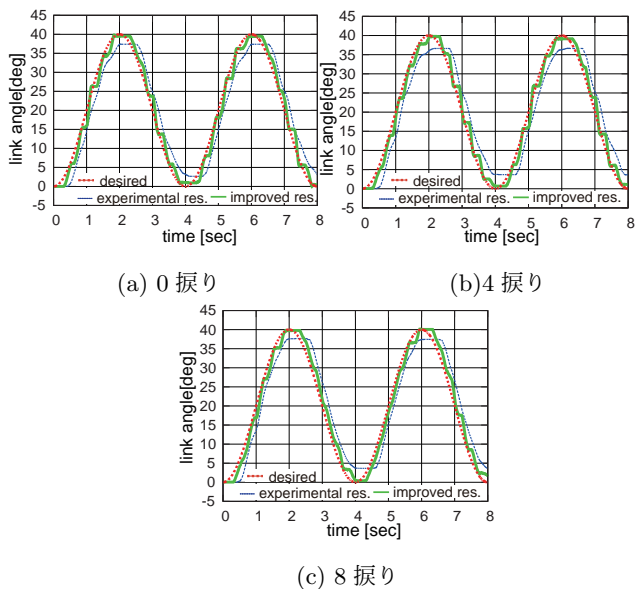 45
40
35
30
25
20
15
10
5
0
-5
link angle[deg]
desired
experimental res.
improved res.
0 1 2 3 4 5 6 7 8
time [sec]
(a) 0 捩り
45
40
35
30
25
20
15
10
5
0
-5
link angle[deg]
desired
experimental res.
improved res.
0 1 2 3 4 5 6 7 8
time [sec]
(b)4 捩り
45
40
35
30
25
20
15
10
5
0
-5
link angle[deg]
desired
experimental res.
improved res.
0 1 2 3 4 5 6 7 8
time [sec]
(c) 8 捩り